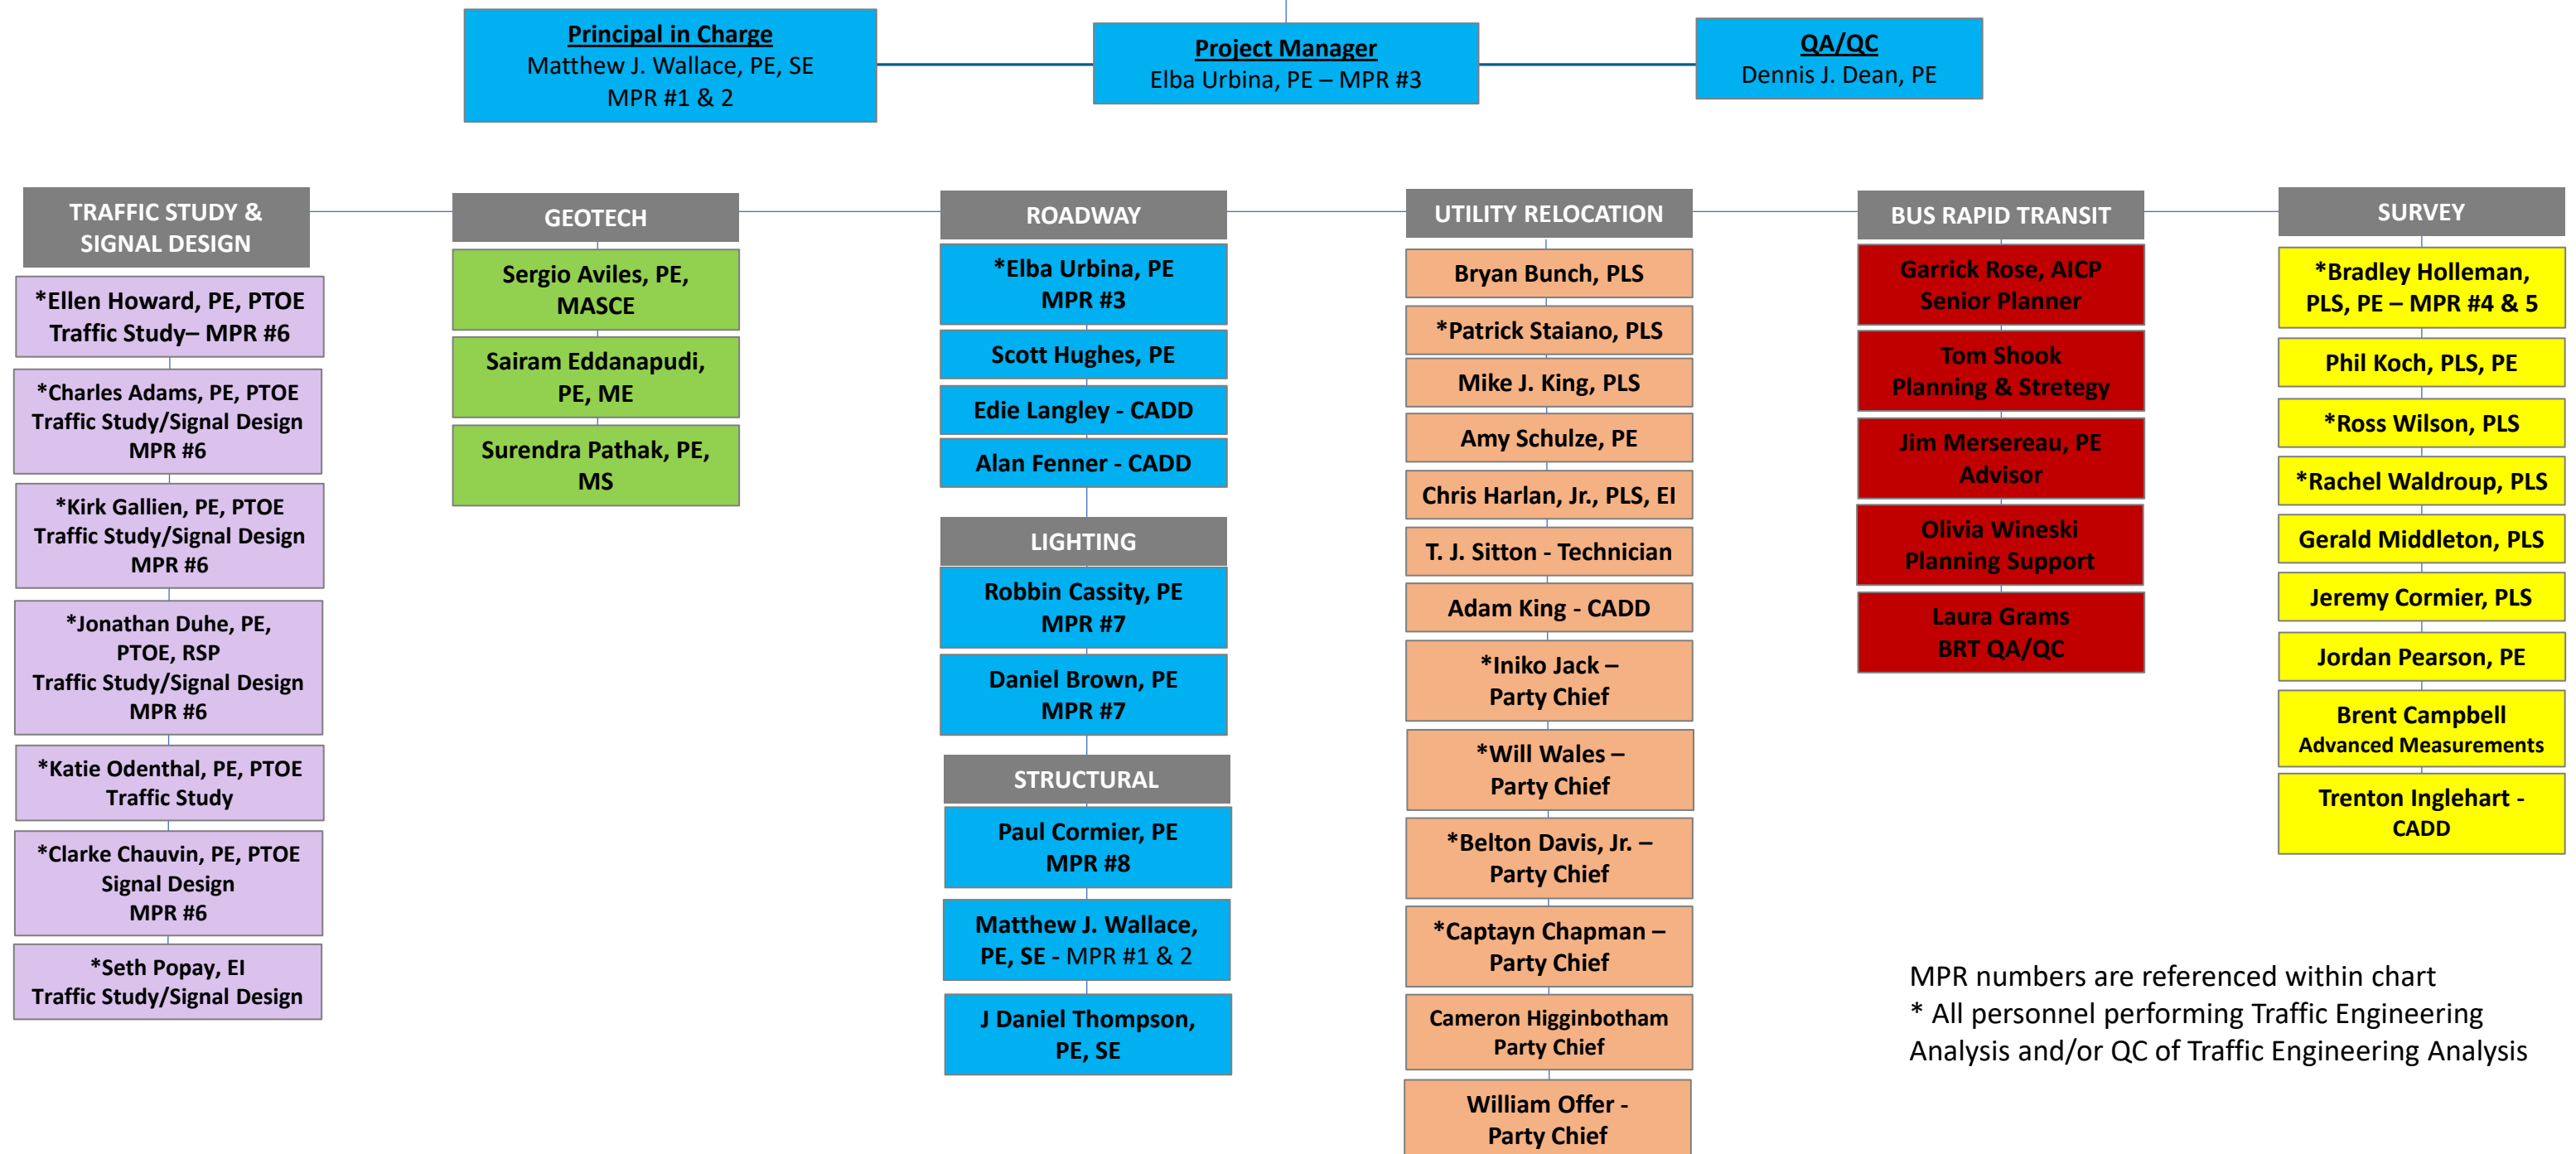 Principal in Charge
Matthew J. Wallace, PE, SE
MPR #1 & 2
Project Manager
Elba Urbina, PE – MPR #3
QA/QC
Dennis J. Dean, PE
TRAFFIC STUDY &
SIGNAL DESIGN
*Ellen Howard, PE, PTOE
Traffic Study– MPR #6
*Charles Adams, PE, PTOE
Traffic Study/Signal Design
MPR #6
*Kirk Gallien, PE, PTOE
Traffic Study/Signal Design
MPR #6
*Jonathan Duhe, PE,
PTOE, RSP
Traffic Study/Signal Design
MPR #6
*Katie Odenthal, PE, PTOE
Traffic Study
*Clarke Chauvin, PE, PTOE
Signal Design
MPR #6
*Seth Popay, EI
Traffic Study/Signal Design
GEOTECH
Sergio Aviles, PE,
MASCE
Sairam Eddanapudi,
PE, ME
Surendra Pathak, PE,
MS
ROADWAY
*Elba Urbina, PE
MPR #3
Scott Hughes, PE
Edie Langley - CADD
Alan Fenner - CADD
LIGHTING
Robbin Cassity, PE
MPR #7
Daniel Brown, PE
MPR #7
STRUCTURAL
Paul Cormier, PE
MPR #8
Matthew J. Wallace,
PE, SE - MPR #1 & 2
J Daniel Thompson,
PE, SE
UTILITY RELOCATION
Bryan Bunch, PLS
*Patrick Staiano, PLS
Mike J. King, PLS
Amy Schulze, PE
Chris Harlan, Jr., PLS, EI
T. J. Sitton - Technician
Adam King - CADD
*Iniko Jack –
Party Chief
*Will Wales –
Party Chief
*Belton Davis, Jr. –
Party Chief
*Captayn Chapman –
Party Chief
Cameron Higginbotham
Party Chief
William Offer -
Party Chief
BUS RAPID TRANSIT
Garrick Rose, AICP
Senior Planner
Tom Shook
Planning & Stretegy
Jim Mersereau, PE
Advisor
Olivia Wineski
Planning Support
Laura Grams
BRT QA/QC
SURVEY
*Bradley Holleman,
PLS, PE – MPR #4 & 5
Phil Koch, PLS, PE
*Ross Wilson, PLS
*Rachel Waldroup, PLS
Gerald Middleton, PLS
Jeremy Cormier, PLS
Jordan Pearson, PE
Brent Campbell
Advanced Measurements
Trenton Inglehart -
CADD
MPR numbers are referenced within chart
* All personnel performing Traffic Engineering
Analysis and/or QC of Traffic Engineering Analysis